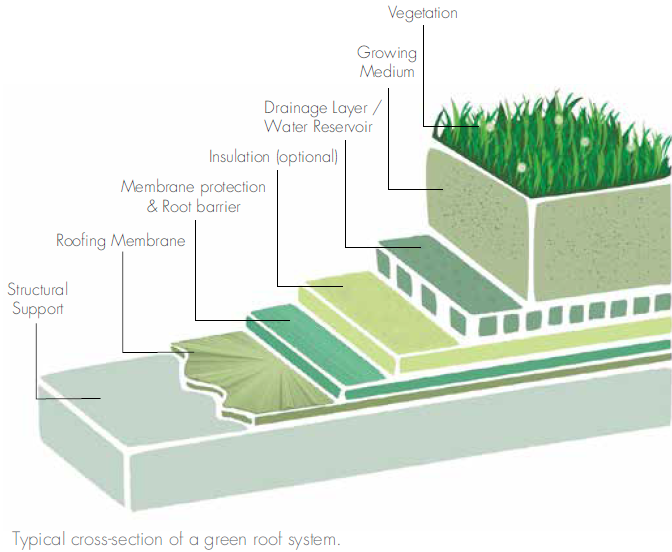 Vegetation
Growing
Medium
Drainage Layer /
Water Reservoir
Insulation (optional)
Membrane protection
& Root barrier
Roofing Membrane
Structural
Support
Typical cross-section of a green roof system.